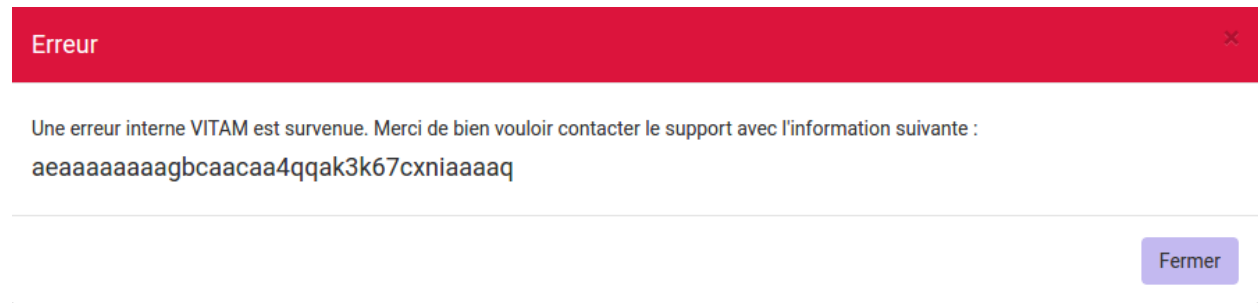 Erreur
×
Une erreur interne VITAM est survenue. Merci de bien vouloir contacter le support avec l'information suivante :
aeaaaaaaaagbcaacaa4qqak3k67cxniaaaaq
Fermer